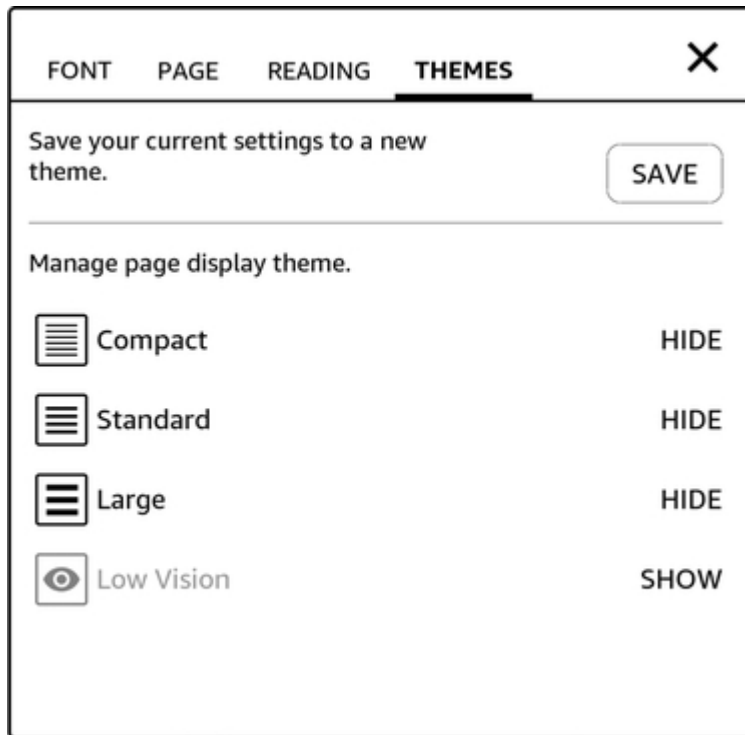 FONT PAGE READING THEMES
Save your current settings to a new
theme.
SAVE
Manage page display theme.
Compact HIDE
Standard HIDE
Large HIDE
Low Vision SHOW